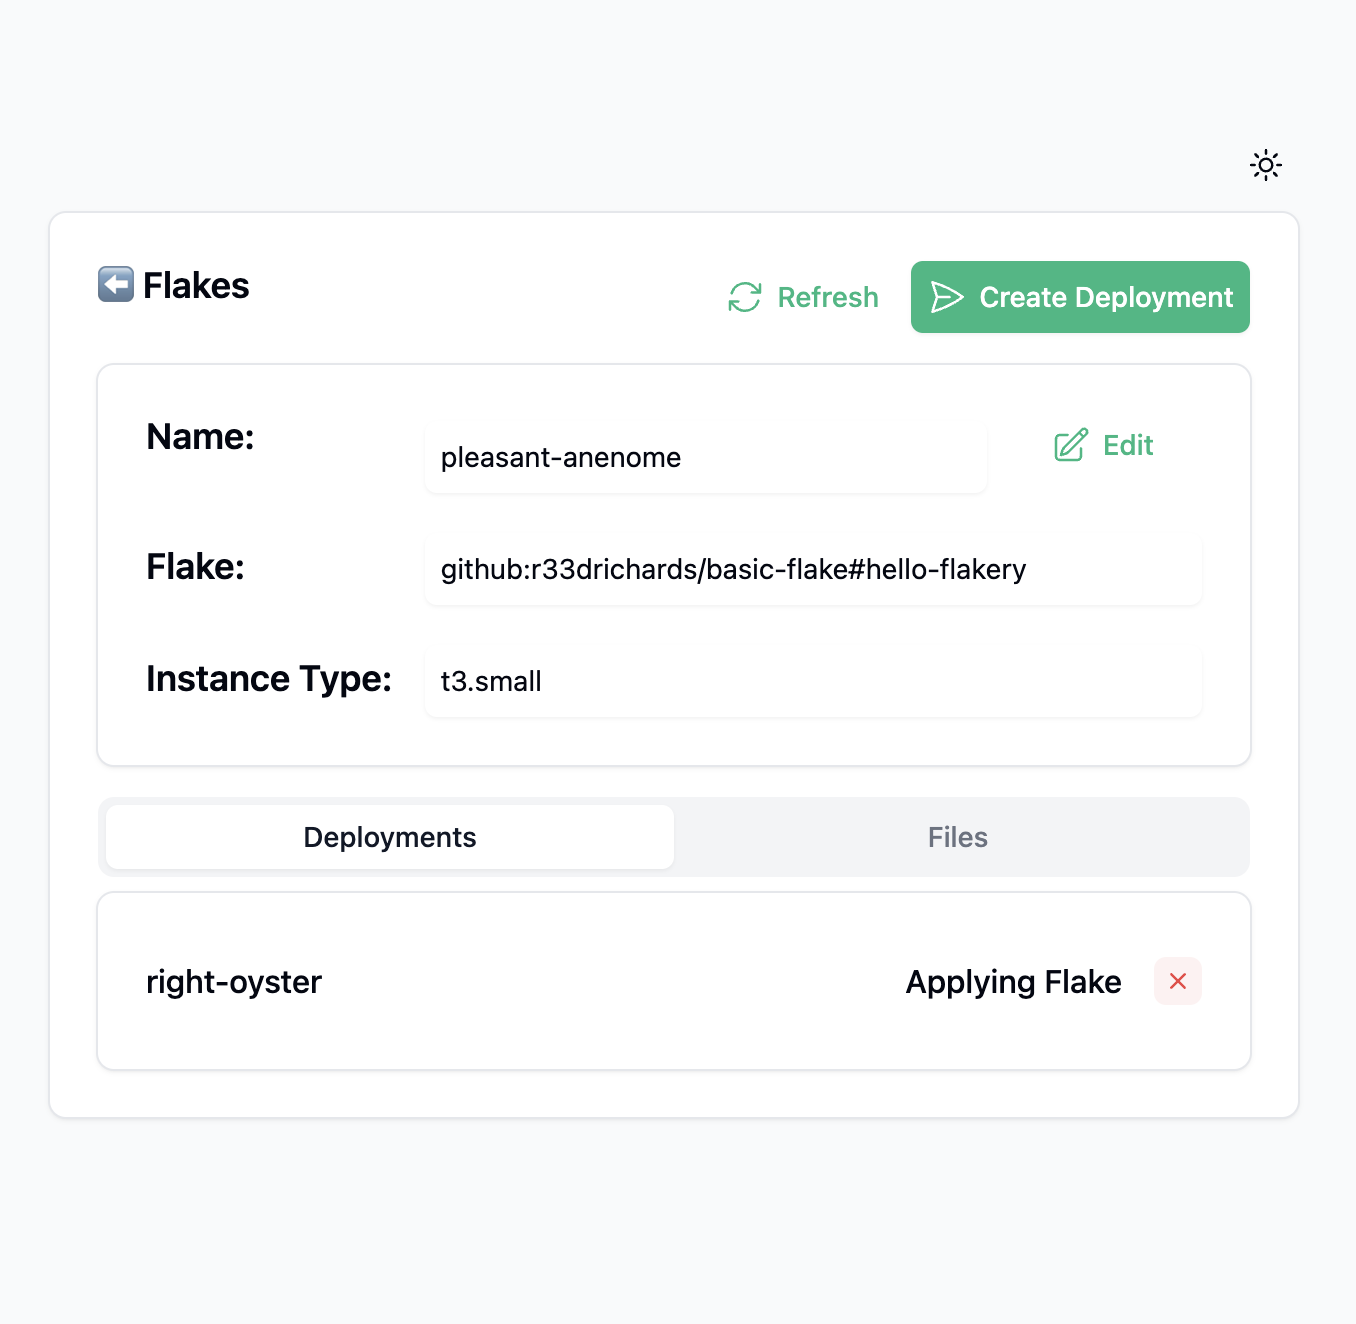 Flakes
Refresh
Create Deployment
Name:
pleasant-anenome
Edit
Flake:
github:r33drichards/basic-flake#hello-flakery
Instance Type:
t3.small
Deployments
Files
right-oyster
Applying Flake